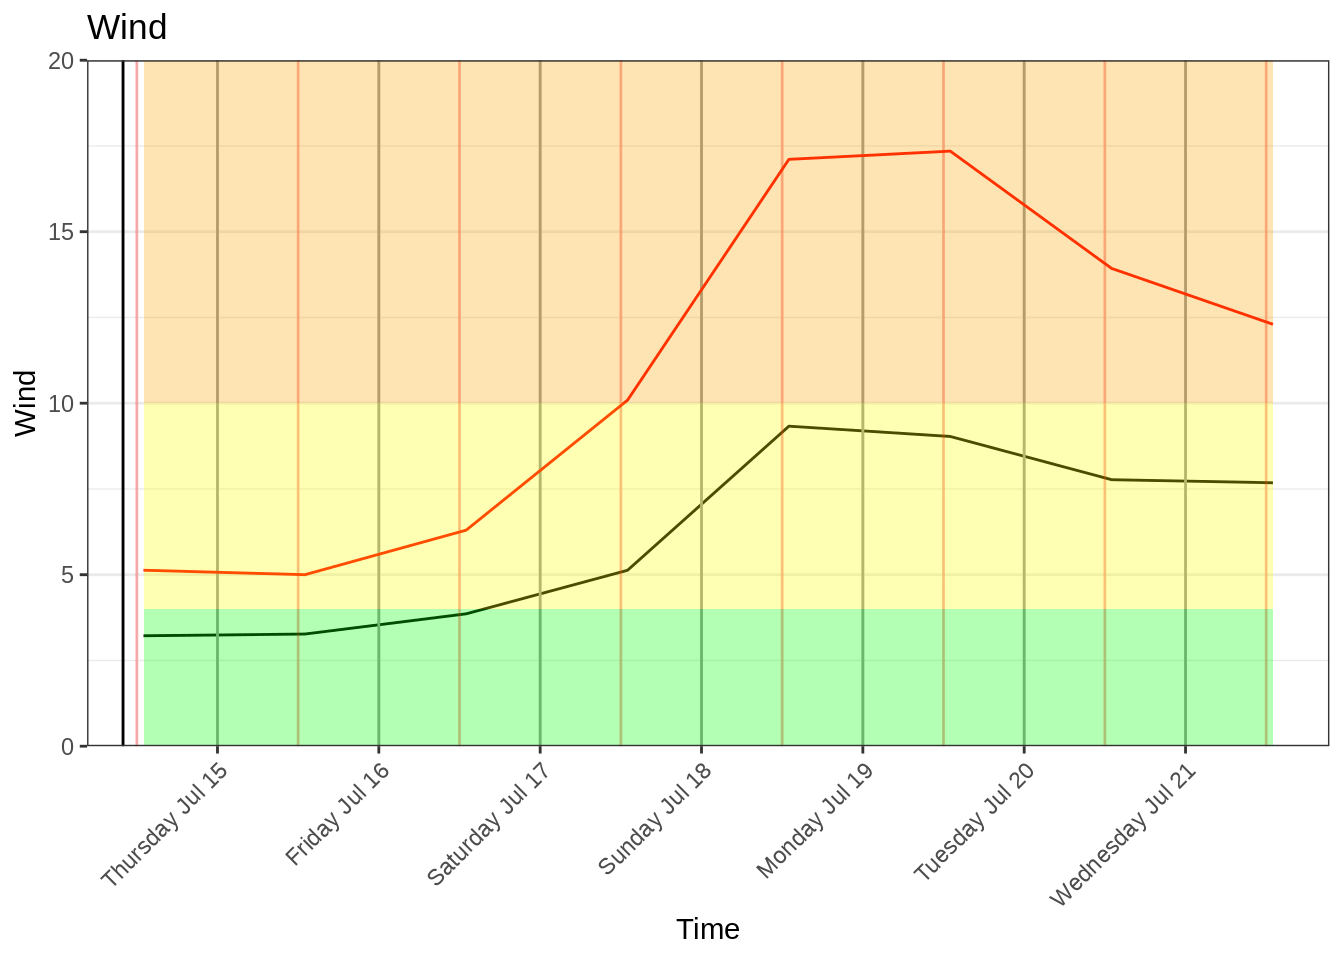 Wind
20
15
10
5
0
Wind
Thursday Jul 15
Friday Jul 16
Saturday Jul 17
Sunday Jul 18
Monday Jul 19
Tuesday Jul 20
Wednesday Jul 21
Time